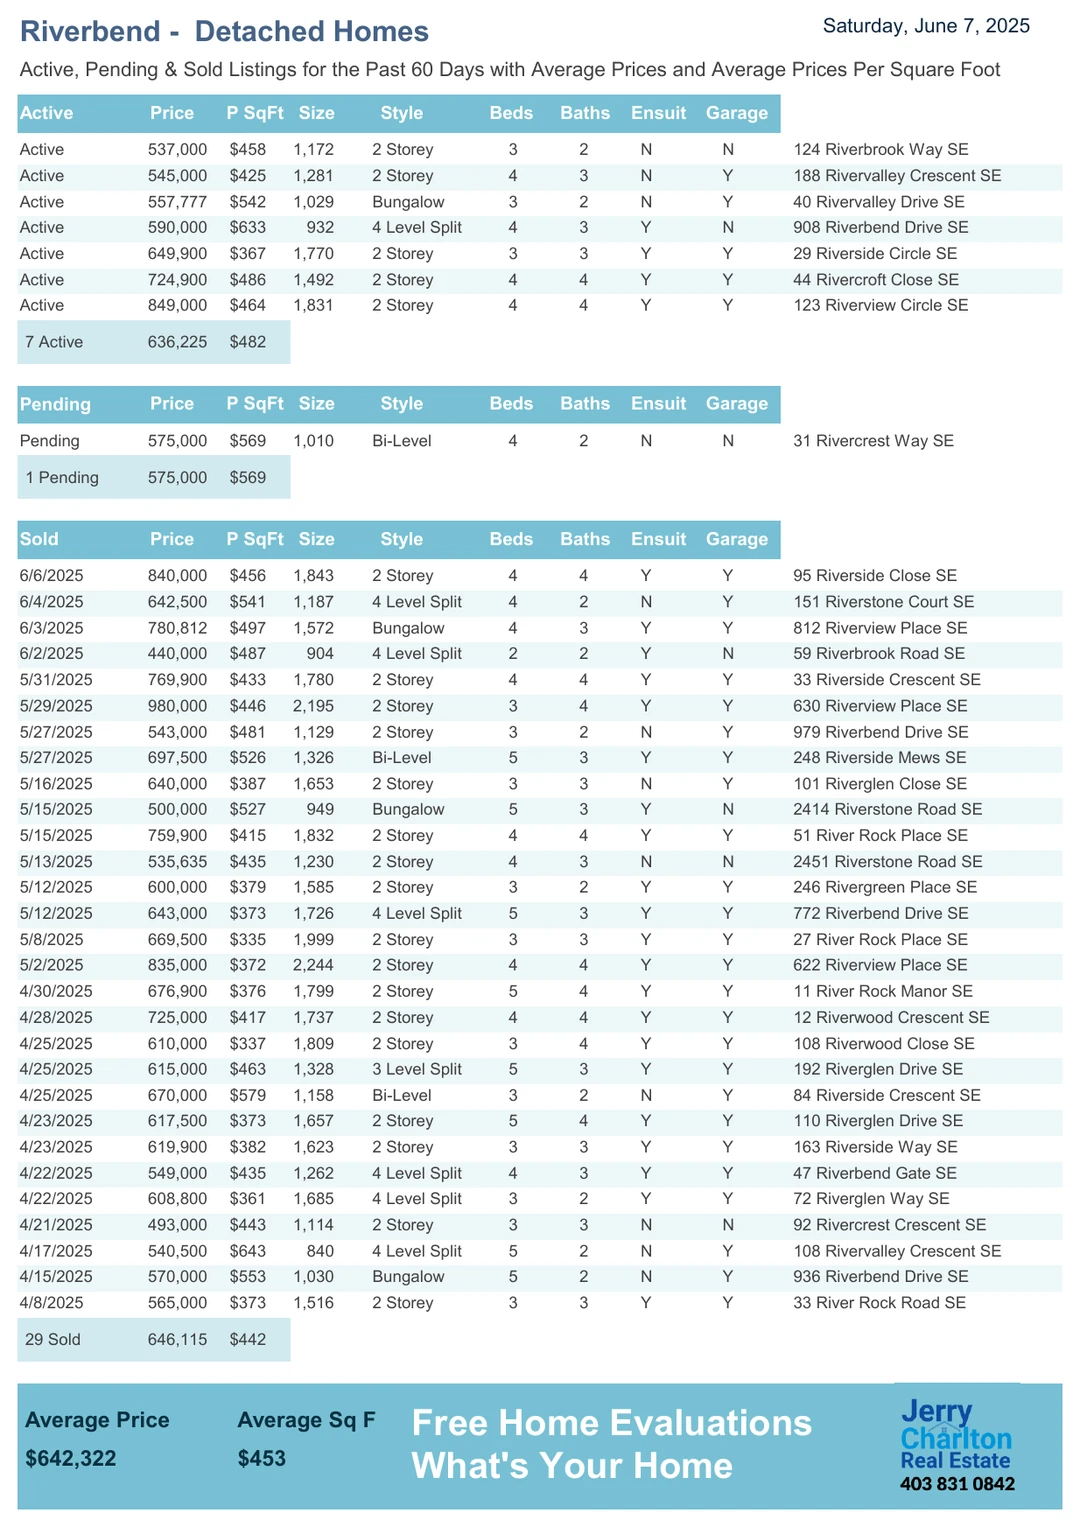 Riverbend - Detached Homes
Saturday, June 7, 2025
Active, Pending & Sold Listings for the Past 60 Days with Average Prices and Average Prices Per Square Foot
Active Price P SqFt Size Style Beds Baths Ensuit Garage
Active 537,000 $458 1,172 2 Storey 3 2 N N 124 Riverbrook Way SE
Active 545,000 $425 1,281 2 Storey 4 3 N Y 188 Rivervalley Crescent SE
Active 557,777 $542 1,029 Bungalow 3 2 N Y 40 Rivervalley Drive SE
Active 590,000 $633 932 4 Level Split 4 3 Y N 908 Riverbend Drive SE
Active 649,900 $367 1,770 2 Storey 3 3 Y Y 29 Riverside Circle SE
Active 724,900 $486 1,492 2 Storey 4 4 Y Y 44 Rivercroft Close SE
Active 849,000 $464 1,831 2 Storey 4 4 Y Y 123 Riverview Circle SE
7 Active 636,225 $482
Pending Price P SqFt Size Style Beds Baths Ensuit Garage
Pending 575,000 $569 1,010 Bi-Level 4 2 N N 31 Rivercrest Way SE
1 Pending 575,000 $569
Sold Price P SqFt Size Style Beds Baths Ensuit Garage
6/6/2025 840,000 $456 1,843 2 Storey 4 4 Y Y 95 Riverside Close SE
6/4/2025 642,500 $541 1,187 4 Level Split 4 2 N Y 151 Riverstone Court SE
6/3/2025 780,812 $497 1,572 Bungalow 4 3 Y Y 812 Riverview Place SE
6/2/2025 440,000 $487 904 4 Level Split 2 2 Y N 59 Riverbrook Road SE
5/31/2025 769,900 $433 1,780 2 Storey 4 4 Y Y 33 Riverside Crescent SE
5/29/2025 980,000 $446 2,195 2 Storey 3 4 Y Y 630 Riverview Place SE
5/27/2025 543,000 $481 1,129 2 Storey 3 2 N Y 979 Riverbend Drive SE
5/27/2025 697,500 $526 1,326 Bi-Level 5 3 Y Y 248 Riverside Mews SE
5/16/2025 640,000 $387 1,653 2 Storey 3 3 N Y 101 Riverglen Close SE
5/15/2025 500,000 $527 949 Bungalow 5 3 Y N 2414 Riverstone Road SE
5/15/2025 759,900 $415 1,832 2 Storey 4 4 Y Y 51 River Rock Place SE
5/13/2025 535,635 $435 1,230 2 Storey 4 3 N N 2451 Riverstone Road SE
5/12/2025 600,000 $379 1,585 2 Storey 3 2 Y Y 246 Rivergreen Place SE
5/12/2025 643,000 $373 1,726 4 Level Split 5 3 Y Y 772 Riverbend Drive SE
5/8/2025 669,500 $335 1,999 2 Storey 3 3 Y Y 27 River Rock Place SE
5/2/2025 835,000 $372 2,244 2 Storey 4 4 Y Y 622 Riverview Place SE
4/30/2025 676,900 $376 1,799 2 Storey 5 4 Y Y 11 River Rock Manor SE
4/28/2025 725,000 $417 1,737 2 Storey 4 4 Y Y 12 Riverwood Crescent SE
4/25/2025 610,000 $337 1,809 2 Storey 3 4 Y Y 108 Riverwood Close SE
4/25/2025 615,000 $463 1,328 3 Level Split 5 3 Y Y 192 Riverglen Drive SE
4/25/2025 670,000 $579 1,158 Bi-Level 3 2 N Y 84 Riverside Crescent SE
4/23/2025 617,500 $373 1,657 2 Storey 5 4 Y Y 110 Riverglen Drive SE
4/23/2025 619,900 $382 1,623 2 Storey 3 3 Y Y 163 Riverside Way SE
4/22/2025 549,000 $435 1,262 4 Level Split 4 3 Y Y 47 Riverbend Gate SE
4/22/2025 608,800 $361 1,685 4 Level Split 3 2 Y Y 72 Riverglen Way SE
4/21/2025 493,000 $443 1,114 2 Storey 3 3 N N 92 Rivercrest Crescent SE
4/17/2025 540,500 $643 840 4 Level Split 5 2 N Y 108 Rivervalley Crescent SE
4/15/2025 570,000 $553 1,030 Bungalow 5 2 N Y 936 Riverbend Drive SE
4/8/2025 565,000 $373 1,516 2 Storey 3 3 Y Y 33 River Rock Road SE
29 Sold 646,115 $442
Average Price Average Sq F
$642,322 $453
Free Home Evaluations
What's Your Home
Jerry
Charlton
Real Estate
403 831 0842